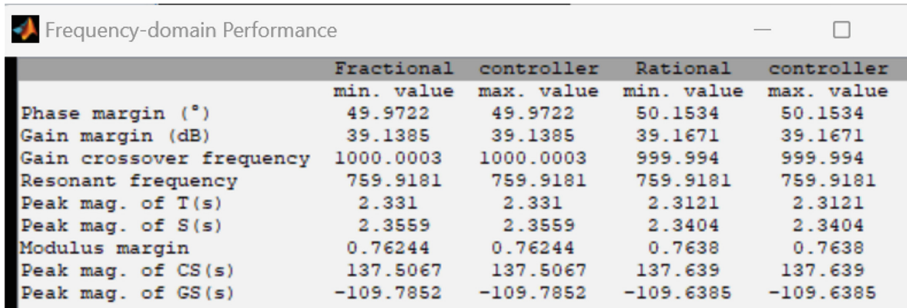 Frequency-domain Performance
Fractional controller Rational controller
min. value max. value min. value max. value
Phase margin (°) 49.9722 49.9722 50.1534 50.1534
Gain margin (dB) 39.1385 39.1385 39.1671 39.1671
Gain crossover frequency 1000.0003 1000.0003 999.994 999.994
Resonant frequency 759.9181 759.9181 759.9181 759.9181
Peak mag. of T(s) 2.331 2.331 2.3121 2.3121
Peak mag. of S(s) 2.3559 2.3559 2.3404 2.3404
Modulus margin 0.76244 0.76244 0.7638 0.7638
Peak mag. of CS(s) 137.5067 137.5067 137.639 137.639
Peak mag. of GS(s) -109.7852 -109.7852 -109.6385 -109.6385